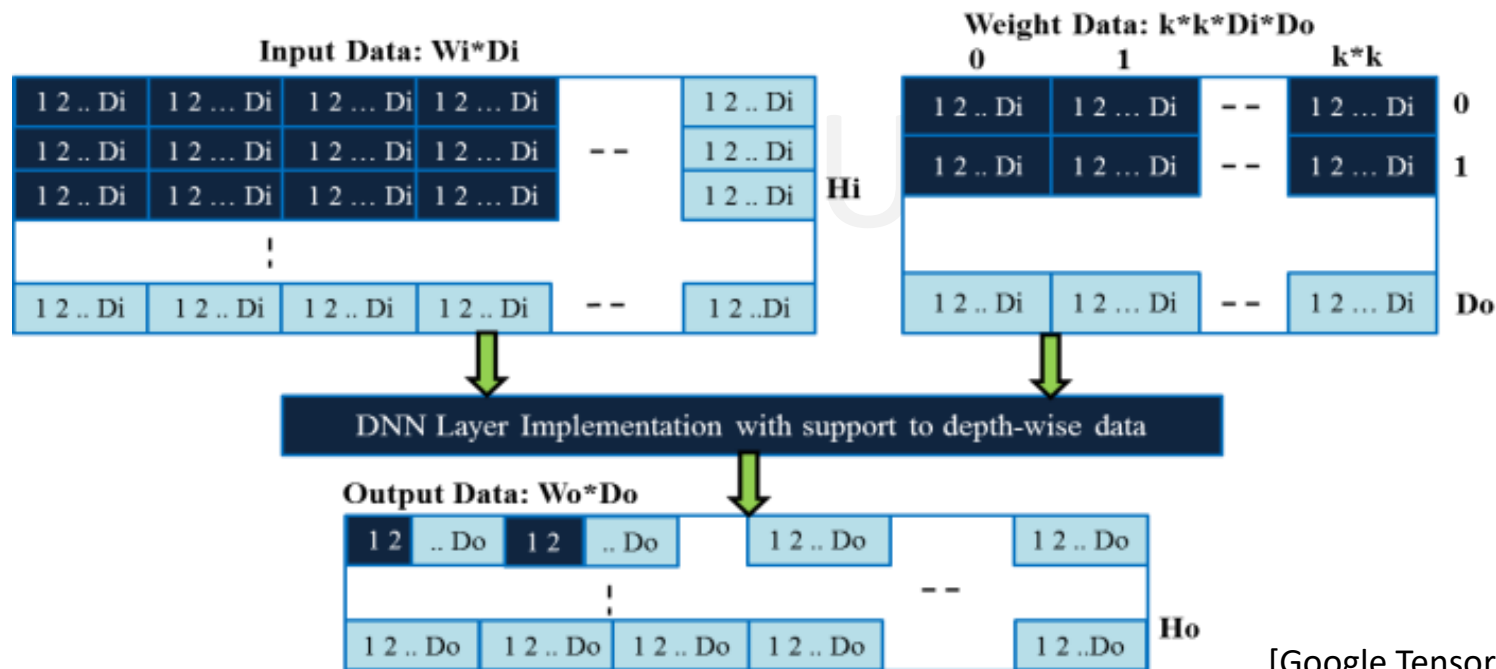 Input Data: Wi*Di
1 2 .. Di 1 2 ... Di 1 2 ... Di 1 2 ... Di -- 1 2 .. Di
1 2 .. Di 1 2 ... Di 1 2 ... Di 1 2 ... Di -- 1 2 .. Di
1 2 .. Di 1 2 ... Di 1 2 ... Di 1 2 ... Di 1 2 .. Di
Hi
1 2 .. Di 1 2 .. Di 1 2 .. Di 1 2 .. Di -- 1 2 ..Di
Weight Data: k*k*Di*Do
0 1 k*k
1 2 .. Di 1 2 ... Di -- 1 2 ... Di 0
1 2 .. Di 1 2 ... Di -- 1 2 ... Di 1
1 2 .. Di 1 2 ... Di -- 1 2 ... Di Do
U
DNN Layer Implementation with support to depth-wise data
Output Data: Wo*Do
1 2 .. Do 1 2 .. Do 1 2 .. Do 1 2 .. Do
--
1 2 .. Do 1 2 .. Do 1 2 .. Do 1 2 .. Do 1 2 ..Do
Ho
[Google Tensor